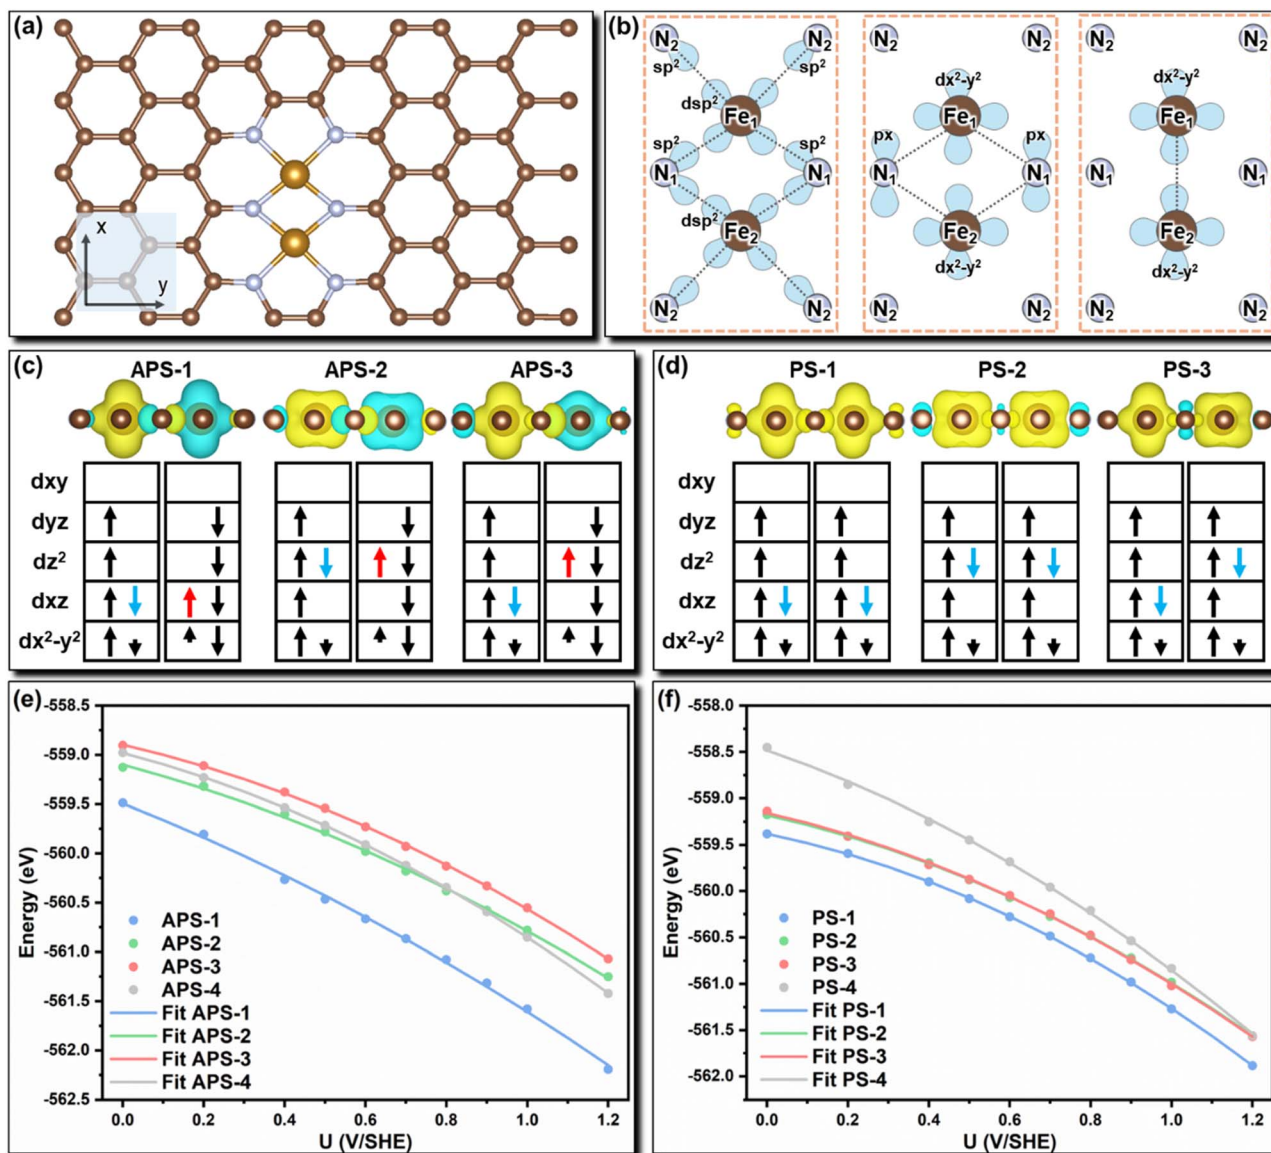 (a)
x
y
(b)
N2 N2 N2 N2 N2 N2
sp2 sp2 dx2-y2 dx2-y2
dsp2 Fe1 Fe1 Fe1
sp2 sp2 px px
N1 N1 N1 N1 N1 N1
dsp2 Fe2 Fe2 Fe2
dx2-y2 dx2-y2
sp2 sp2
N2 N2 N2 N2 N2 N2
(c)
APS-1 APS-2 APS-3
dxy
dyz
dz2
dxz
dx2-y2
(d)
PS-1 PS-2 PS-3
dxy
dyz
dz2
dxz
dx2-y2
(e)
Energy (eV)
-558.5
-559.0
-559.5
-560.0
-560.5
-561.0
-561.5
-562.0
-562.5
APS-1
APS-2
APS-3
APS-4
Fit APS-1
Fit APS-2
Fit APS-3
Fit APS-4
0.0 0.2 0.4 0.6 0.8 1.0 1.2
U (V/SHE)
(f)
Energy (eV)
-558.0
-558.5
-559.0
-559.5
-560.0
-560.5
-561.0
-561.5
-562.0
PS-1
PS-2
PS-3
PS-4
Fit PS-1
Fit PS-2
Fit PS-3
Fit PS-4
0.0 0.2 0.4 0.6 0.8 1.0 1.2
U (V/SHE)